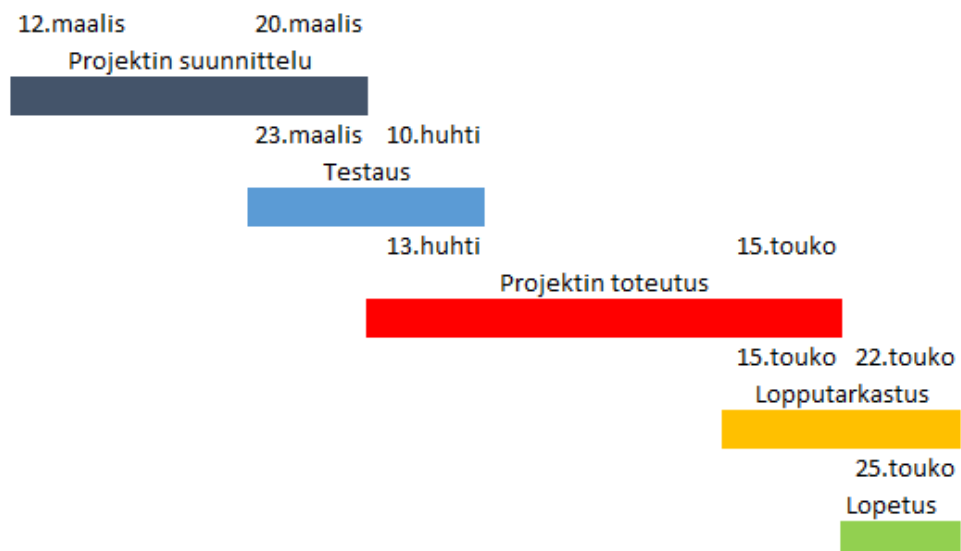 12.maalis 20.maalis
Projektin suunnittelu
23.maalis 10.huhti
Testaus
13.huhti 15.touko
Projektin toteutus
15.touko 22.touko
Lopputarkastus
25.touko
Lopetus